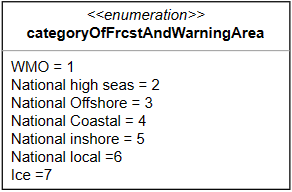 <<enumeration>>
categoryOfFrcstAndWarningArea
WMO = 1
National high seas = 2
National Offshore = 3
National Coastal = 4
National inshore = 5
National local =6
Ice =7